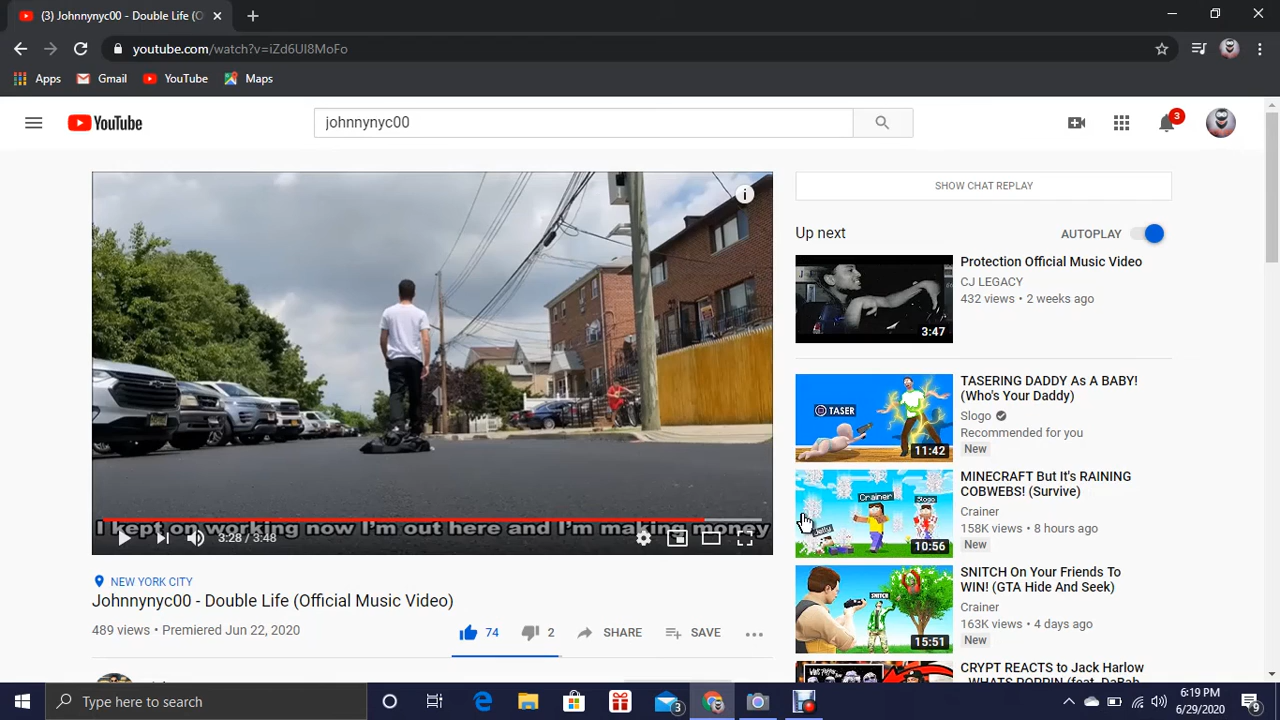 (3) Johnnynyc00 - Double Life (O
youtube.com/watch?v=iZd6UI8MoFo
Apps Gmail YouTube Maps
YouTube
johnnynyc00
3
SHOW CHAT REPLAY
Up next
AUTOPLAY
Protection Official Music Video
CJ LEGACY
432 views • 2 weeks ago
3:47
TASERING DADDY As A BABY!
(Who's Your Daddy)
Slogo
Recommended for you
New
TASER
11:42
MINECRAFT But It's RAINING
COBWEBS! (Survive)
Crainer
158K views • 8 hours ago
New
Crainer
Slogo
10:56
SNITCH On Your Friends To
WIN! (GTA Hide And Seek)
Crainer
163K views • 4 days ago
New
SNITCH
15:51
CRYPT REACTS to Jack Harlow
I kept on working now I'm out here and I'm making money
3:28 / 3:48
NEW YORK CITY
Johnnynyc00 - Double Life (Official Music Video)
489 views • Premiered Jun 22, 2020
74 2 SHARE SAVE
Type here to search
3
6:19 PM
6/29/2020
9